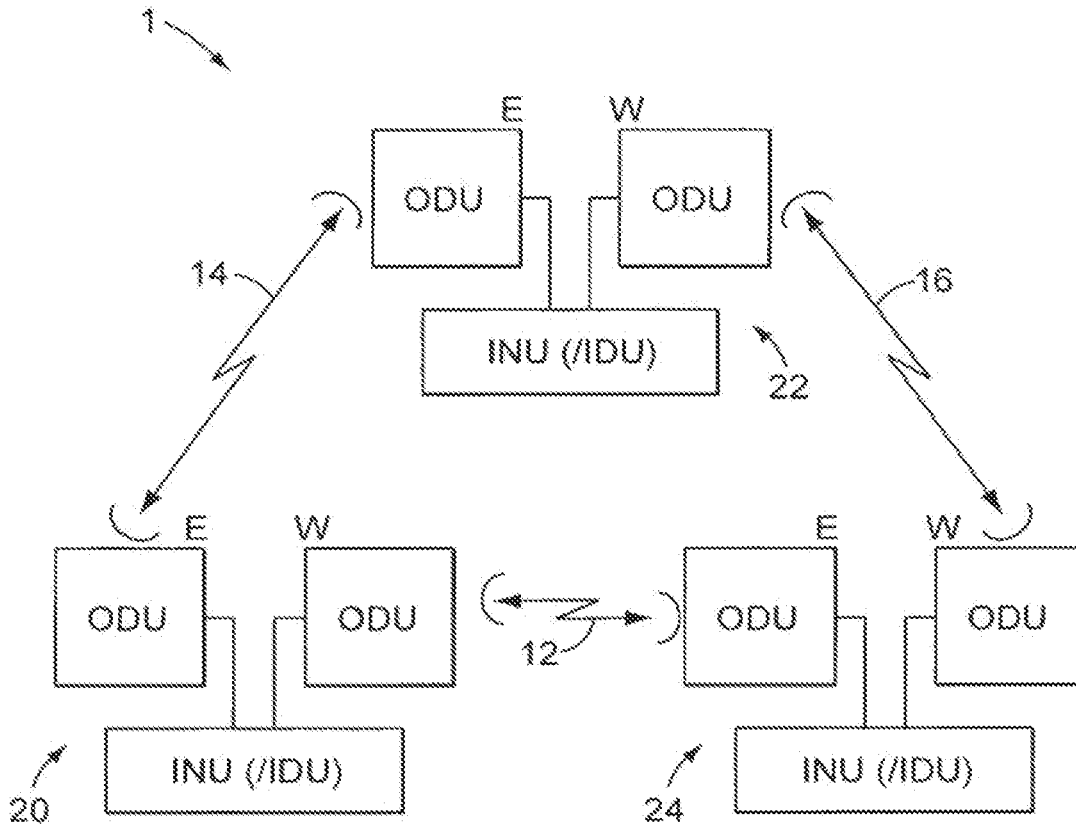 1
E W
ODU ODU
14 16
INU (/IDU)
22
E W E W
ODU ODU ODU ODU
12
INU (/IDU) INU (/IDU)
20 24